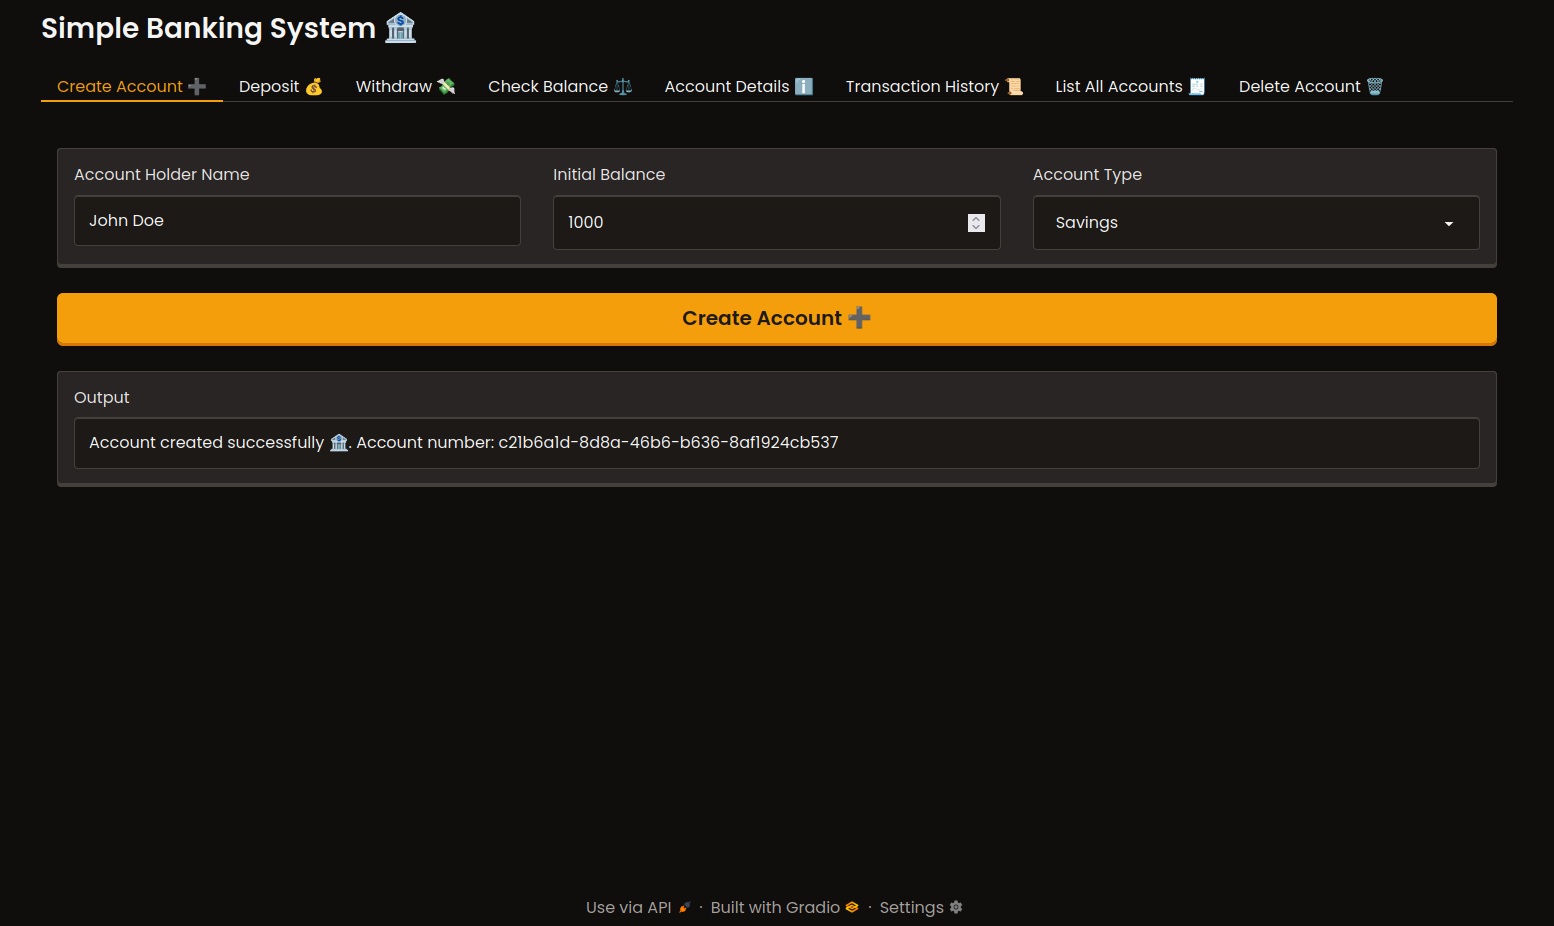 Simple Banking System 🏦
Create Account ➕ Deposit 💰 Withdraw 💸 Check Balance ⚖️ Account Details ℹ️ Transaction History 📜 List All Accounts 🧾 Delete Account 🗑️
Account Holder Name Initial Balance Account Type
John Doe 1000 Savings
Create Account ➕
Output
Account created successfully 🏦. Account number: c21b6a1d-8d8a-46b6-b636-8af1924cb537
Use via API 🚀 · Built with Gradio · Settings ⚙️